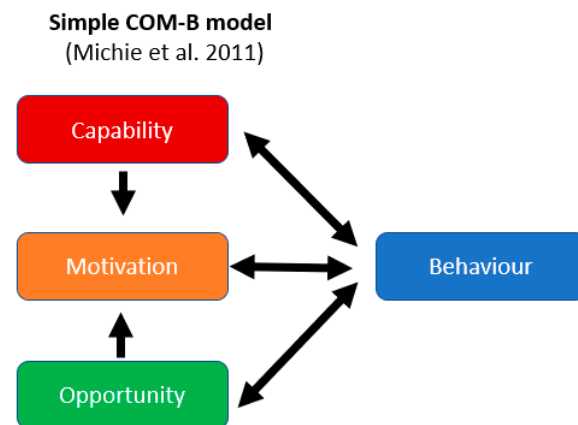 Simple COM-B model
(Michie et al. 2011)
Capability
Motivation
Behaviour
Opportunity